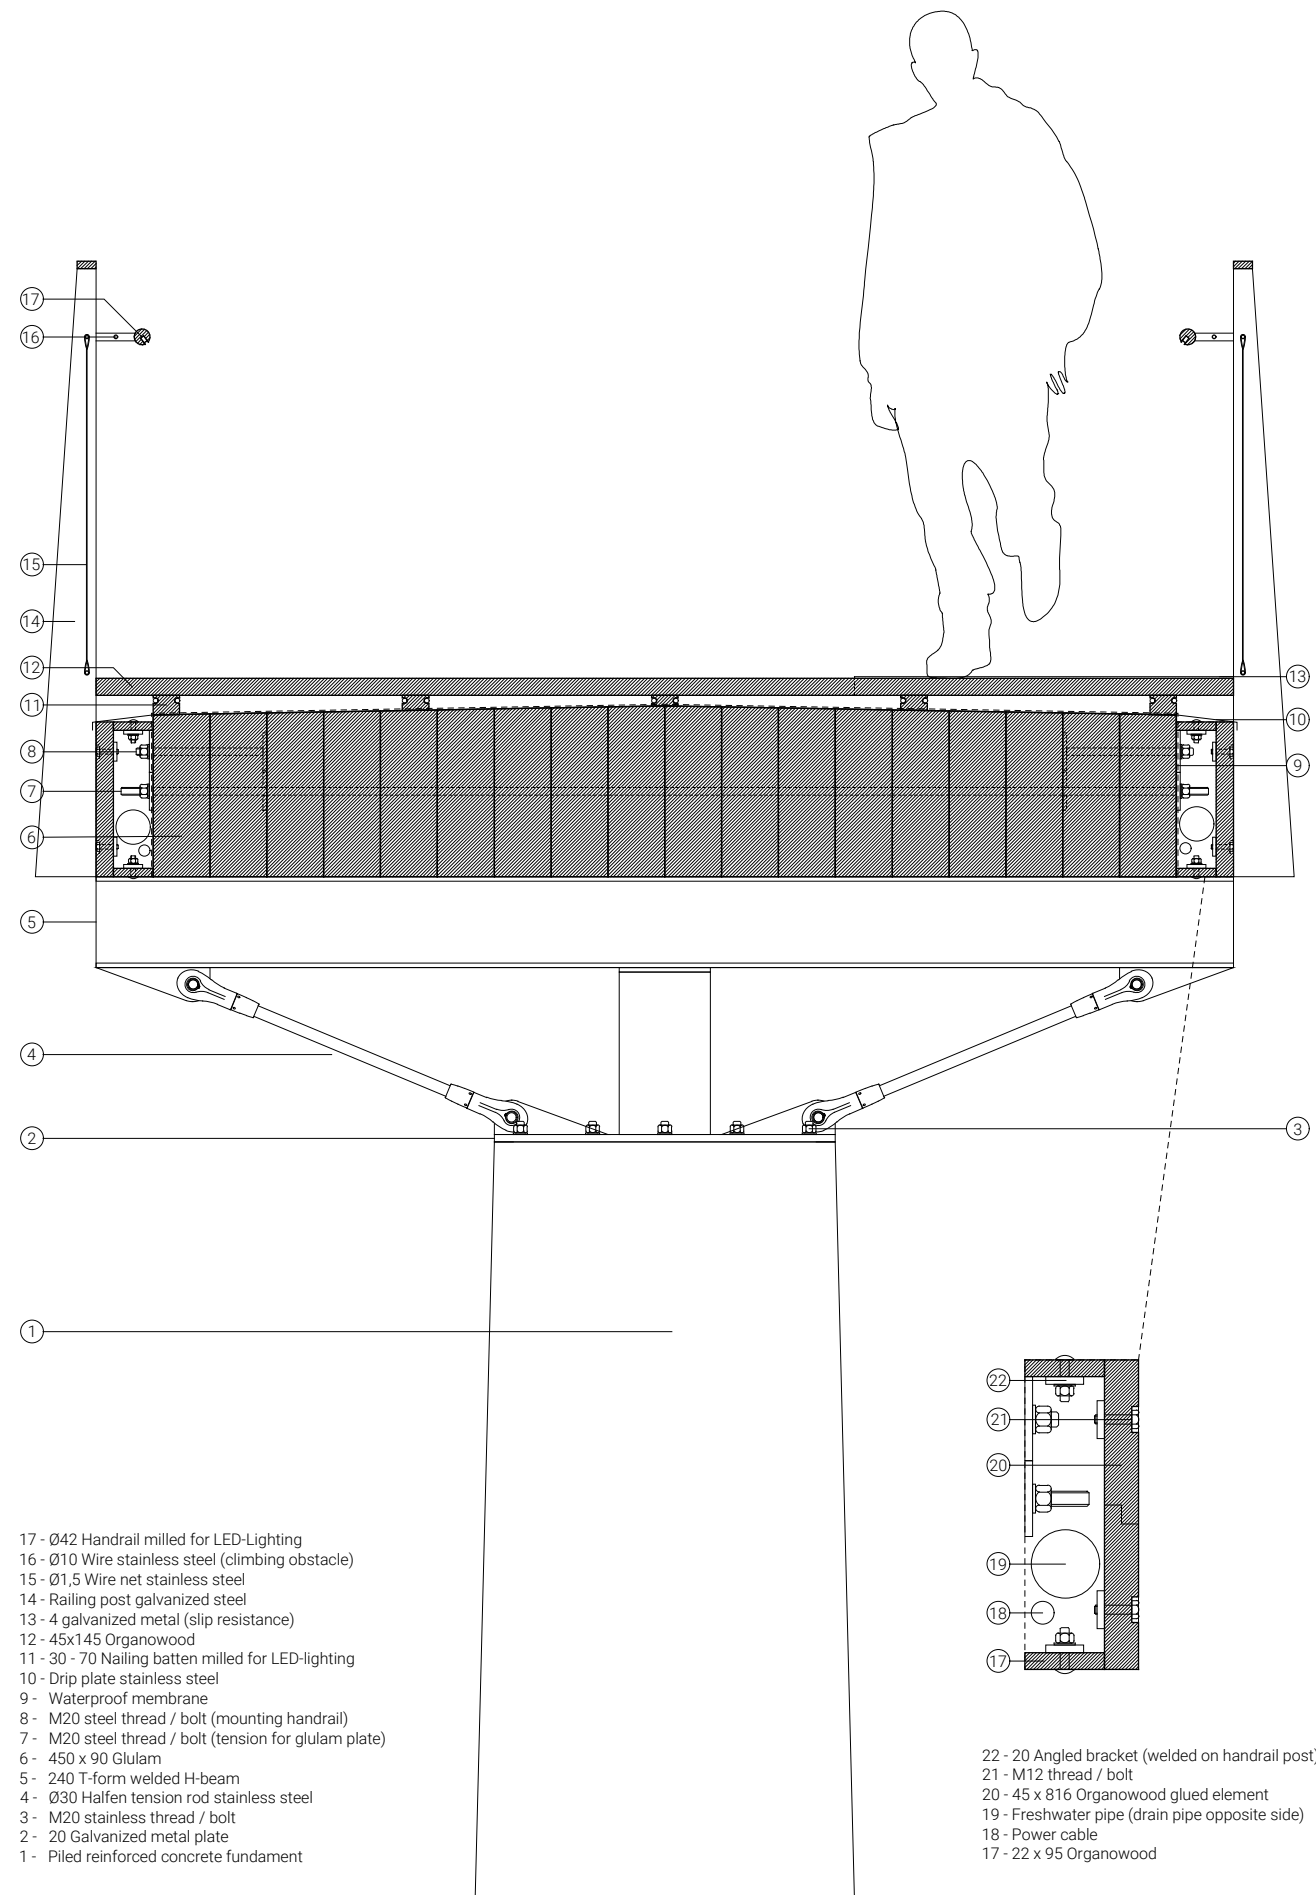 17
16
15
14
12
11
8
7
6
5
4
2
1
13
10
9
3
22
21
20
19
18
17
17 - Ø42 Handrail milled for LED-Lighting
16 - Ø10 Wire stainless steel (climbing obstacle)
15 - Ø1,5 Wire net stainless steel
14 - Railing post galvanized steel
13 - 4 galvanized metal (slip resistance)
12 - 45x145 Organowood
11 - 30 - 70 Nailing batten milled for LED-lighting
10 - Drip plate stainless steel
9 - Waterproof membrane
8 - M20 steel thread / bolt (mounting handrail)
7 - M20 steel thread / bolt (tension for glulam plate)
6 - 450 x 90 Glulam
5 - 240 T-form welded H-beam
4 - Ø30 Halfen tension rod stainless steel
3 - M20 stainless thread / bolt
2 - 20 Galvanized metal plate
1 - Piled reinforced concrete fundament
22 - 20 Angled bracket (welded on handrail post)
21 - M12 thread / bolt
20 - 45 x 816 Organowood glued element
19 - Freshwater pipe (drain pipe opposite side)
18 - Power cable
17 - 22 x 95 Organowood